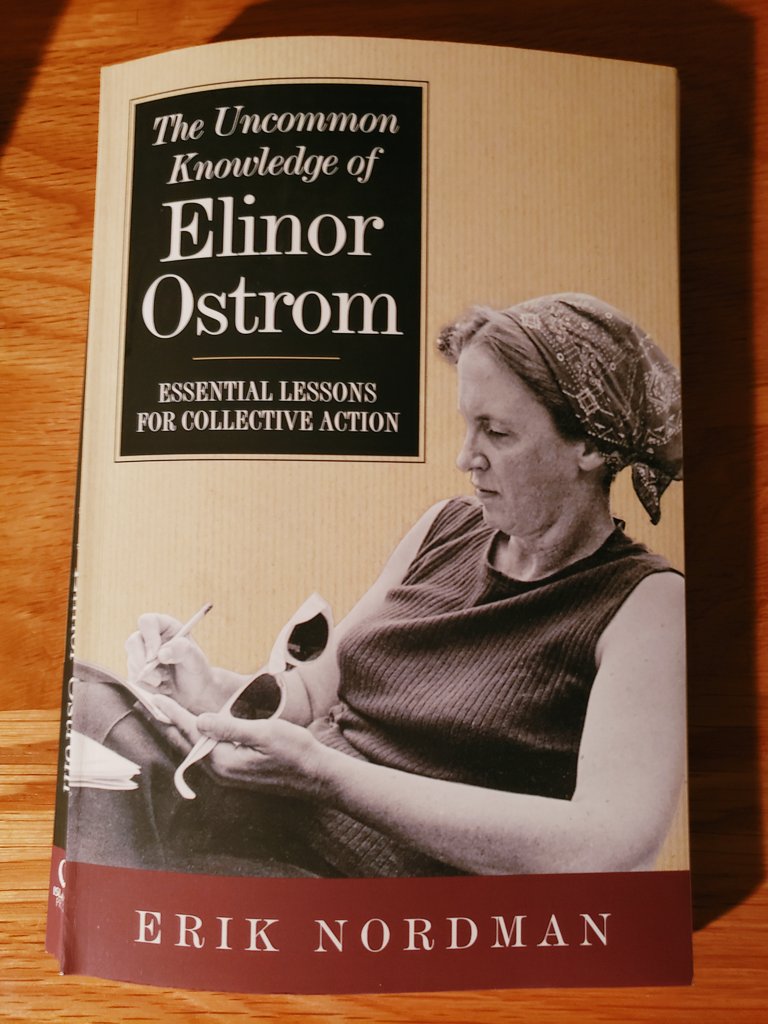 The Uncommon
Knowledge of
Elinor
Ostrom
ESSENTIAL LESSONS
FOR COLLECTIVE ACTION
ERIK NORDMAN